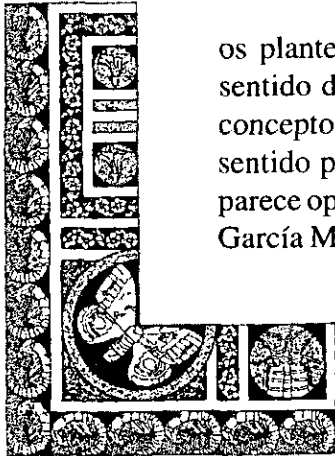 os plante
sentido d
concepto
sentido p
parece op
García M